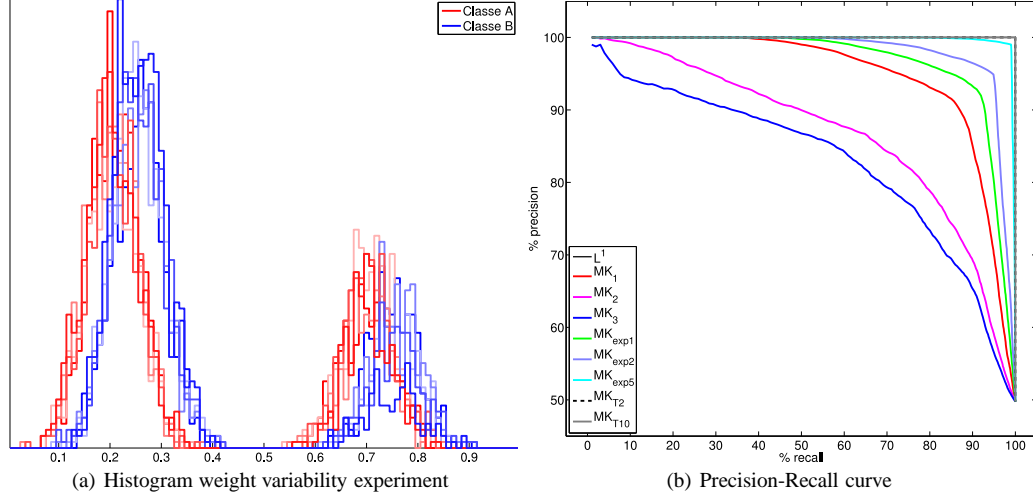 Classe A
Classe B
0.1 0.2 0.3 0.4 0.5 0.6 0.7 0.8 0.9
(a) Histogram weight variability experiment
% precision
100
90
80
70
60
50
L1
MK1
MK2
MK3
MKexp1
MKexp2
MKexp5
MKT2
MKT10
0 10 20 30 40 50 60 70 80 90 100
% recall
(b) Precision-Recall curve